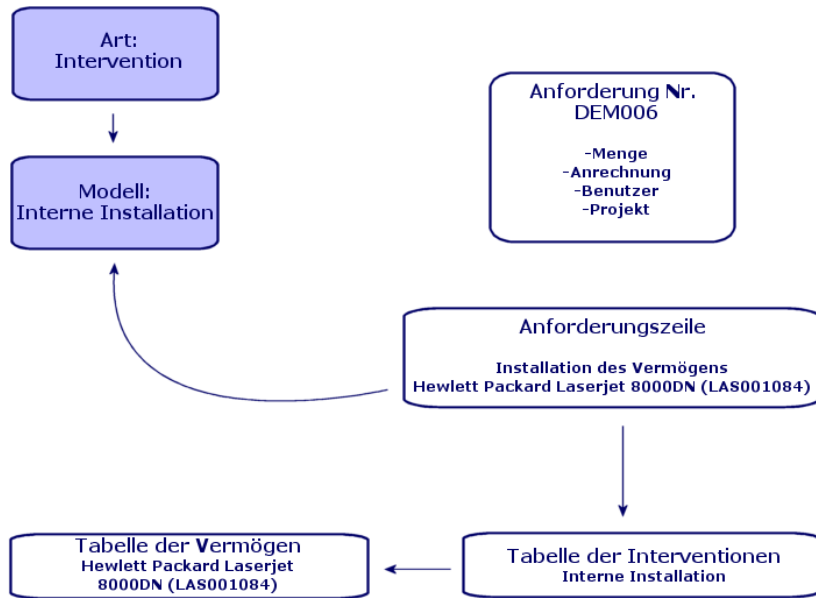 Art:
Intervention
Modell:
Interne Installation
Anforderung Nr.
DEM006
-Menge
-Anrechnung
-Benutzer
-Projekt
Anforderungszeile
Installation des Vermögens
Hewlett Packard Laserjet 8000DN (LAS001084)
Tabelle der Vermögen
Hewlett Packard Laserjet
8000DN (LAS001084)
Tabelle der Interventionen
Interne Installation